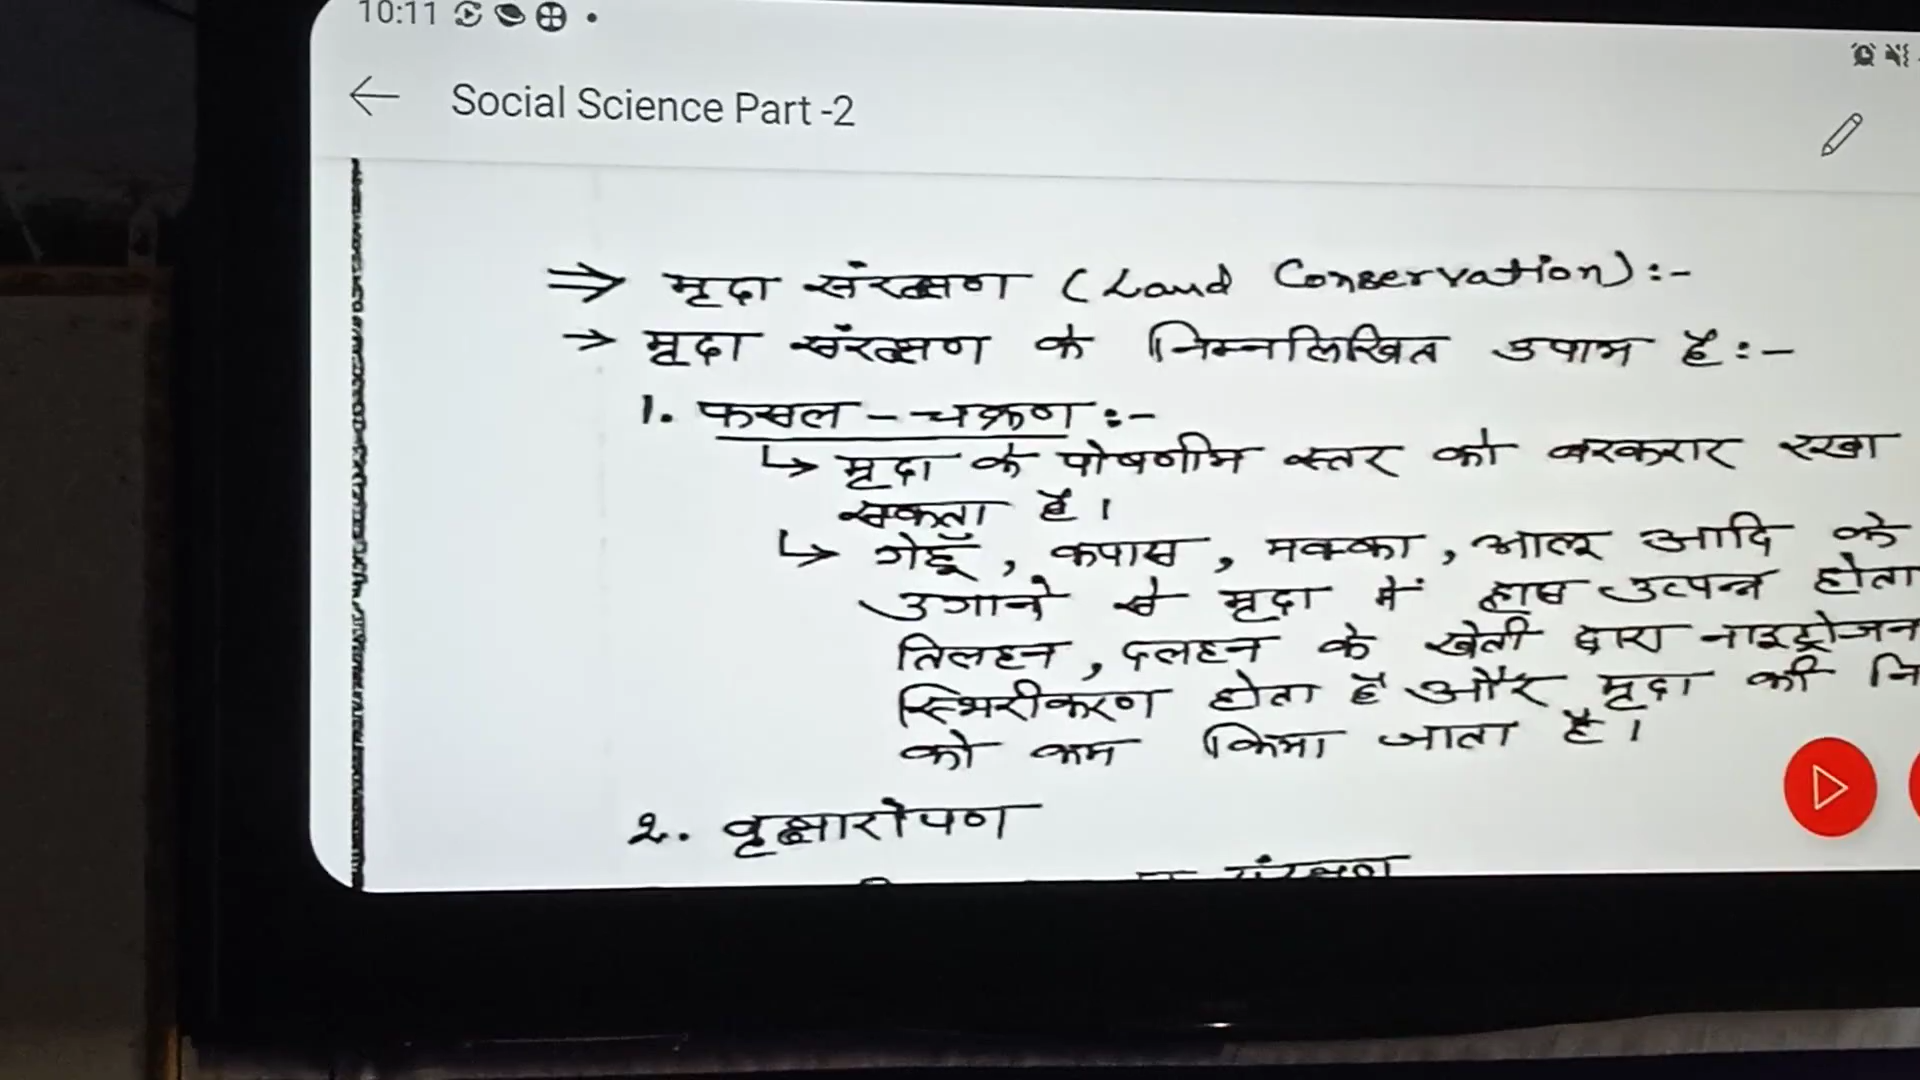 10:11
Social Science Part -2
⇒ मृदा संरक्षण (Land Conservation):-
→ मृदा संरक्षण के निम्नलिखित उपाय है:-
1. फसल - चक्रण :-
↳ मृदा के पोषणीय स्तर को बरकरार रखा
सकता है।
↳ गेहूँ, कपास, मक्का, आलू आदि के
उगाने से मृदा में ह्रास उत्पन्न होता
तिलहन, दलहन के खेती द्वारा नाइट्रोजन
स्थिरीकरण होता है और मृदा की नि
को कम किया जाता है।
2. वृक्षारोपण
संरक्षण